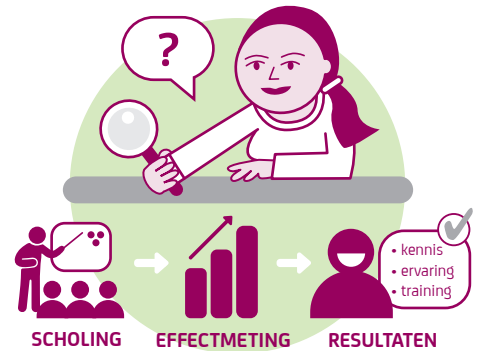 ?
• kennis
• ervaring
• training
SCHOLING
EFFECTMETING
RESULTATEN